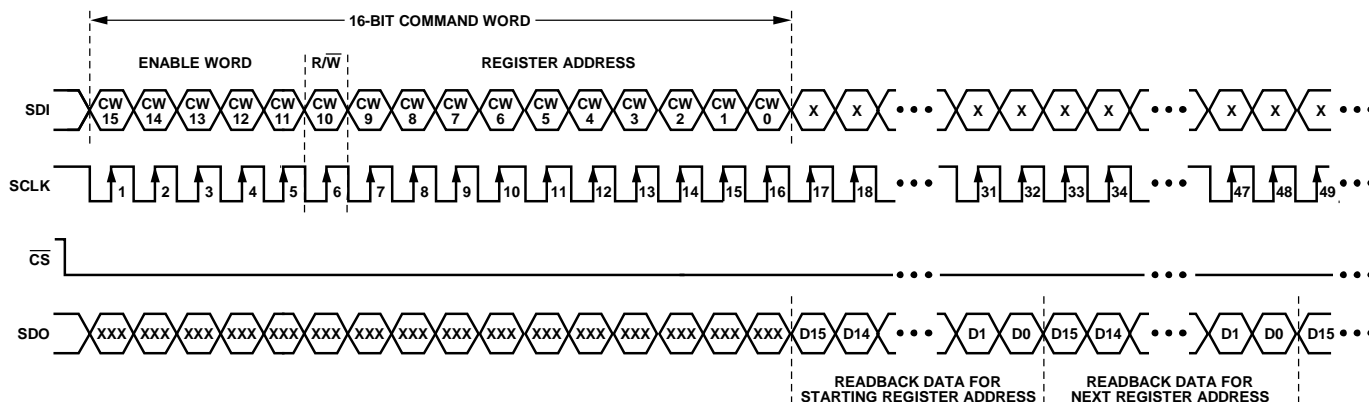 16-BIT COMMAND WORD
ENABLE WORD R/W̅ REGISTER ADDRESS
SDI CW 15 CW 14 CW 13 CW 12 CW 11 CW 10 CW 9 CW 8 CW 7 CW 6 CW 5 CW 4 CW 3 CW 2 CW 1 CW 0 X X X X X X X X X
SCLK 1 2 3 4 5 6 7 8 9 10 11 12 13 14 15 16 17 18 31 32 33 34 47 48 49
C̅S̅
SDO XXX XXX XXX XXX XXX XXX XXX XXX XXX XXX XXX XXX XXX XXX XXX XXX D15 D14 D1 D0 D15 D14 D1 D0 D15
READBACK DATA FOR STARTING REGISTER ADDRESS
READBACK DATA FOR NEXT REGISTER ADDRESS